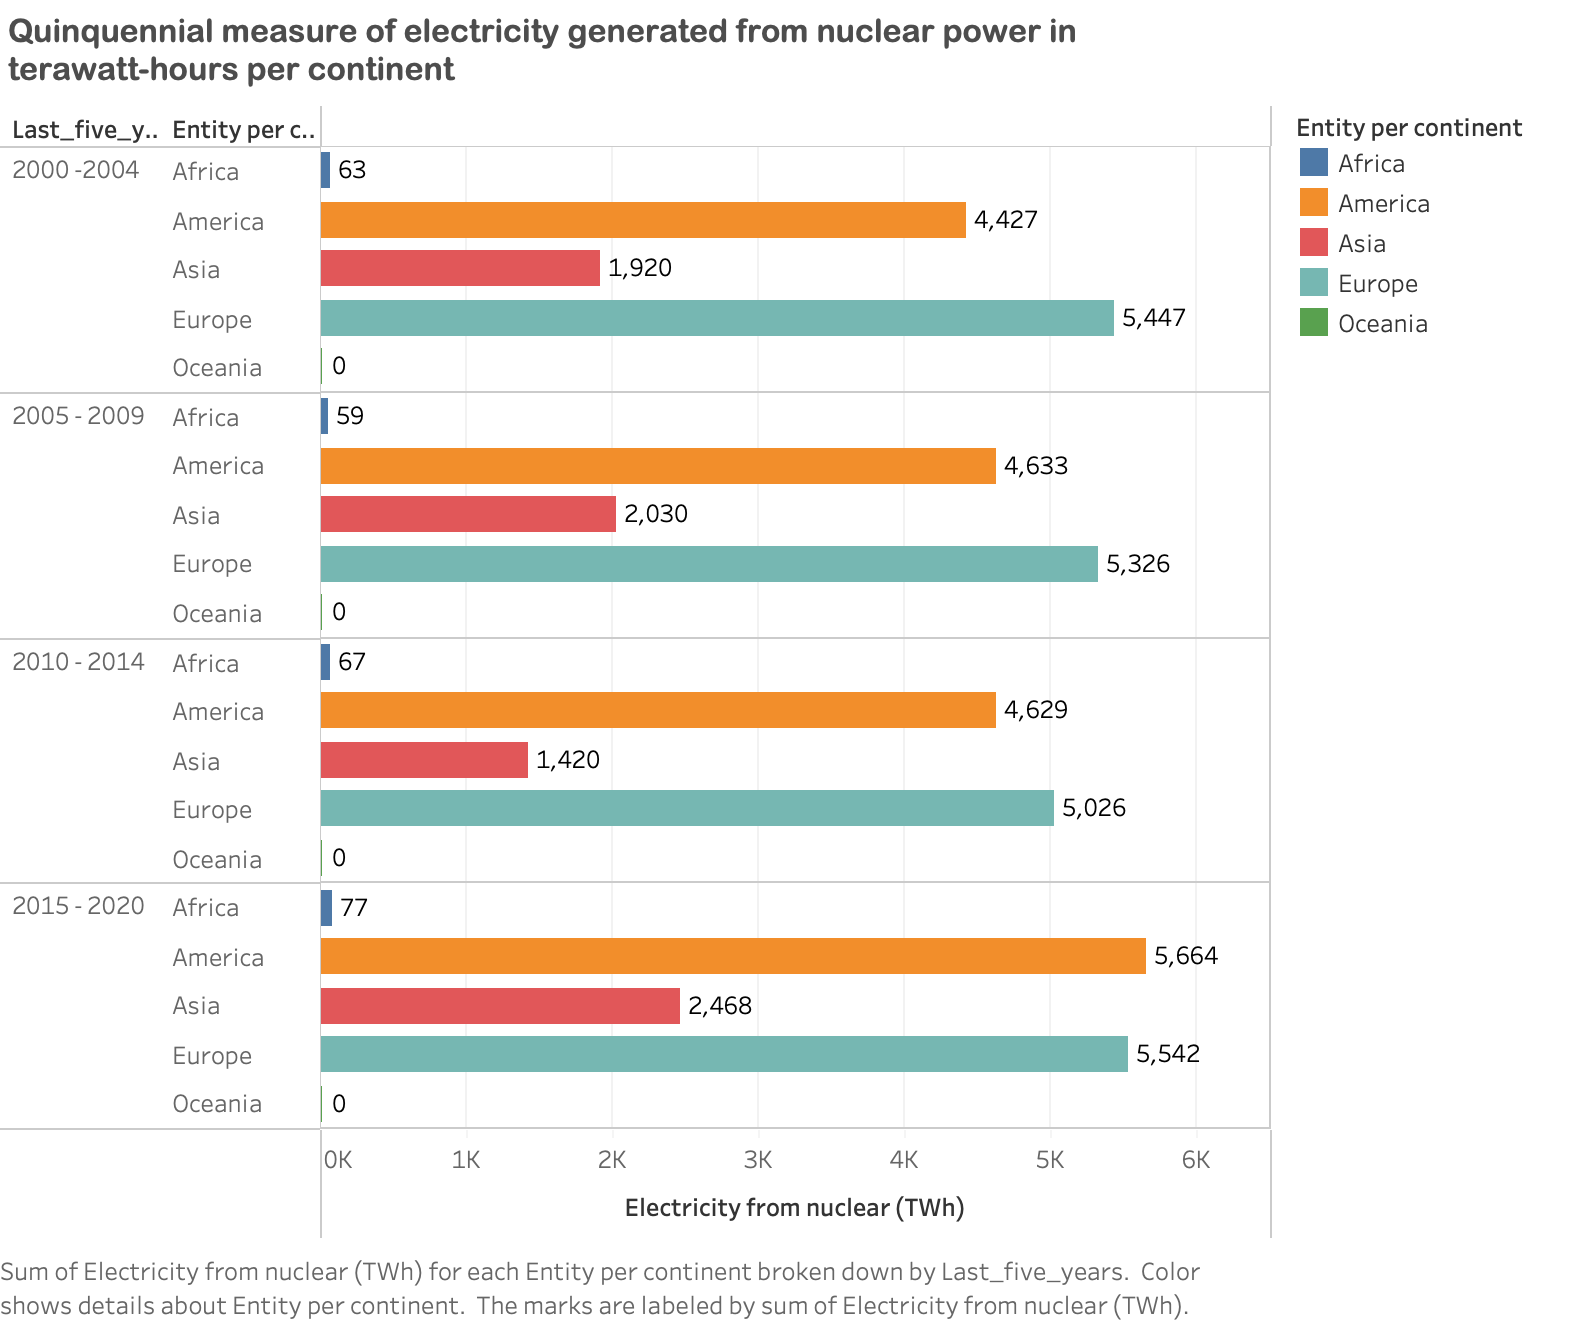 Quinquennial measure of electricity generated from nuclear power in
terawatt-hours per continent
Last_five_y.. Entity per c..
2000 -2004 Africa 63
America 4,427
Asia 1,920
Europe 5,447
Oceania 0
2005 - 2009 Africa 59
America 4,633
Asia 2,030
Europe 5,326
Oceania 0
2010 - 2014 Africa 67
America 4,629
Asia 1,420
Europe 5,026
Oceania 0
2015 - 2020 Africa 77
America 5,664
Asia 2,468
Europe 5,542
Oceania 0
0K 1K 2K 3K 4K 5K 6K
Electricity from nuclear (TWh)
Entity per continent
Africa
America
Asia
Europe
Oceania
Sum of Electricity from nuclear (TWh) for each Entity per continent broken down by Last_five_years. Color
shows details about Entity per continent. The marks are labeled by sum of Electricity from nuclear (TWh).